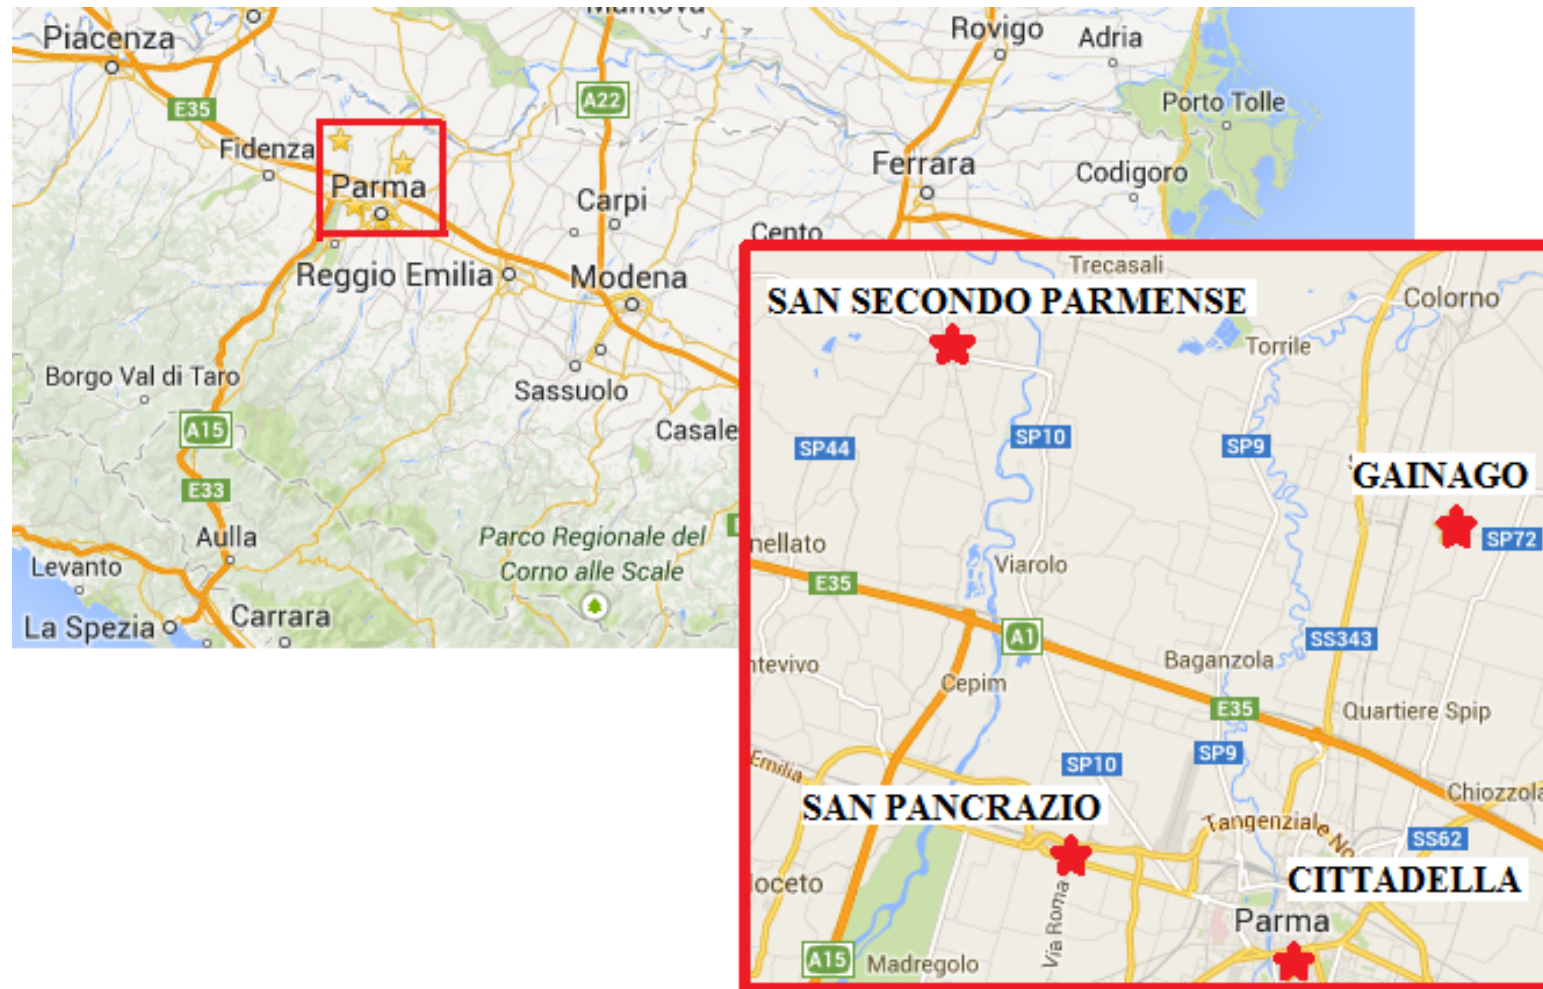 Mantova
Piacenza
Rovigo
Adria
E35
A22
Porto Tolle
Fidenza
Ferrara
Codigoro
Parma
Carpi
Cento
Reggio Emilia
Modena
Borgo Val di Taro
Sassuolo
A15
Casale
E33
Aulla
Parco Regionale del
Corno alle Scale
Levanto
Carrara
La Spezia
Trecasali
SAN SECONDO PARMENSE
Colorno
Torrile
SP44
SP10
SP9
GAINAGO
SP72
nellato
Viarolo
E35
A1
SS343
ntevivo
Baganzola
Cepim
E35
Quartiere Spip
SP9
Emilia
SP10
Chiozzola
SAN PANCRAZIO
Tangenziale No
SS62
loceto
CITTADELLA
Via Roma
Parma
A15
Madregolo